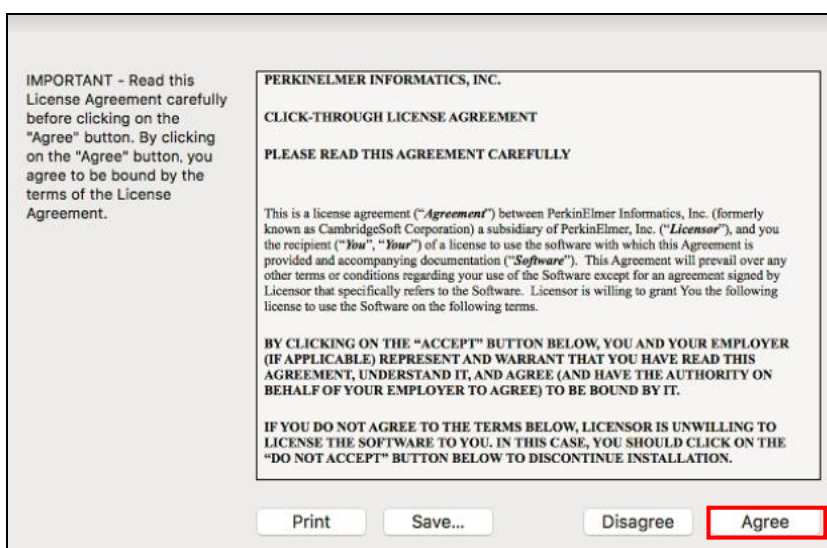 IMPORTANT - Read this
License Agreement carefully
before clicking on the
"Agree" button. By clicking
on the "Agree" button, you
agree to be bound by the
terms of the License
Agreement.
PERKINELMER INFORMATICS, INC.
CLICK-THROUGH LICENSE AGREEMENT
PLEASE READ THIS AGREEMENT CAREFULLY
This is a license agreement (“Agreement”) between PerkinElmer Informatics, Inc. (formerly
known as CambridgeSoft Corporation) a subsidiary of PerkinElmer, Inc. (“Licensor”), and you
the recipient (“You”, “Your”) of a license to use the software with which this Agreement is
provided and accompanying documentation (“Software”). This Agreement will prevail over any
other terms or conditions regarding your use of the Software except for an agreement signed by
Licensor that specifically refers to the Software. Licensor is willing to grant You the following
license to use the Software on the following terms.
BY CLICKING ON THE “ACCEPT” BUTTON BELOW, YOU AND YOUR EMPLOYER
(IF APPLICABLE) REPRESENT AND WARRANT THAT YOU HAVE READ THIS
AGREEMENT, UNDERSTAND IT, AND AGREE (AND HAVE THE AUTHORITY ON
BEHALF OF YOUR EMPLOYER TO AGREE) TO BE BOUND BY IT.
IF YOU DO NOT AGREE TO THE TERMS BELOW, LICENSOR IS UNWILLING TO
LICENSE THE SOFTWARE TO YOU. IN THIS CASE, YOU SHOULD CLICK ON THE
“DO NOT ACCEPT” BUTTON BELOW TO DISCONTINUE INSTALLATION.
Print Save... Disagree Agree